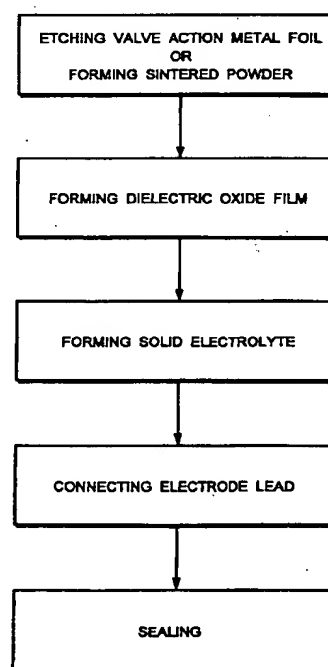 ETCHING VALVE ACTION METAL FOIL
OR
FORMING SINTERED POWDER
FORMING DIELECTRIC OXIDE FILM
FORMING SOLID ELECTROLYTE
CONNECTING ELECTRODE LEAD
SEALING